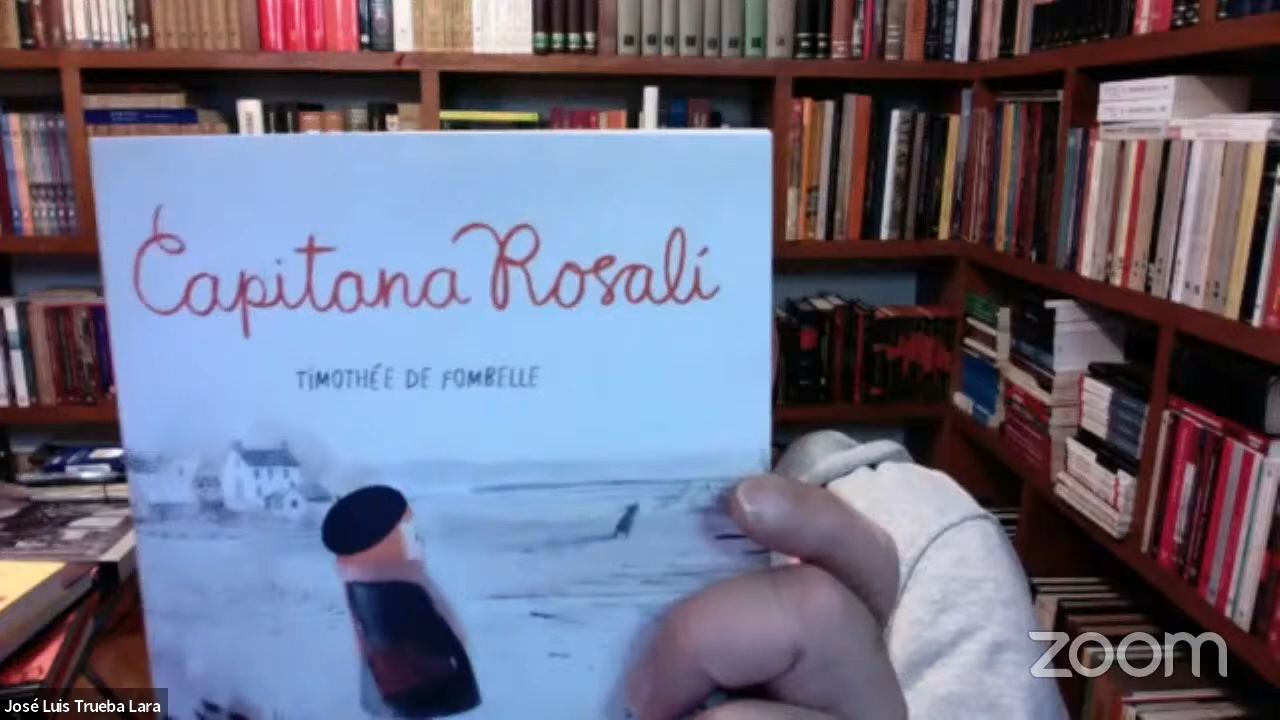 Capitana Rosalí
TIMOTHÉE DE FOMBELLE
zoom
José Luis Trueba Lara